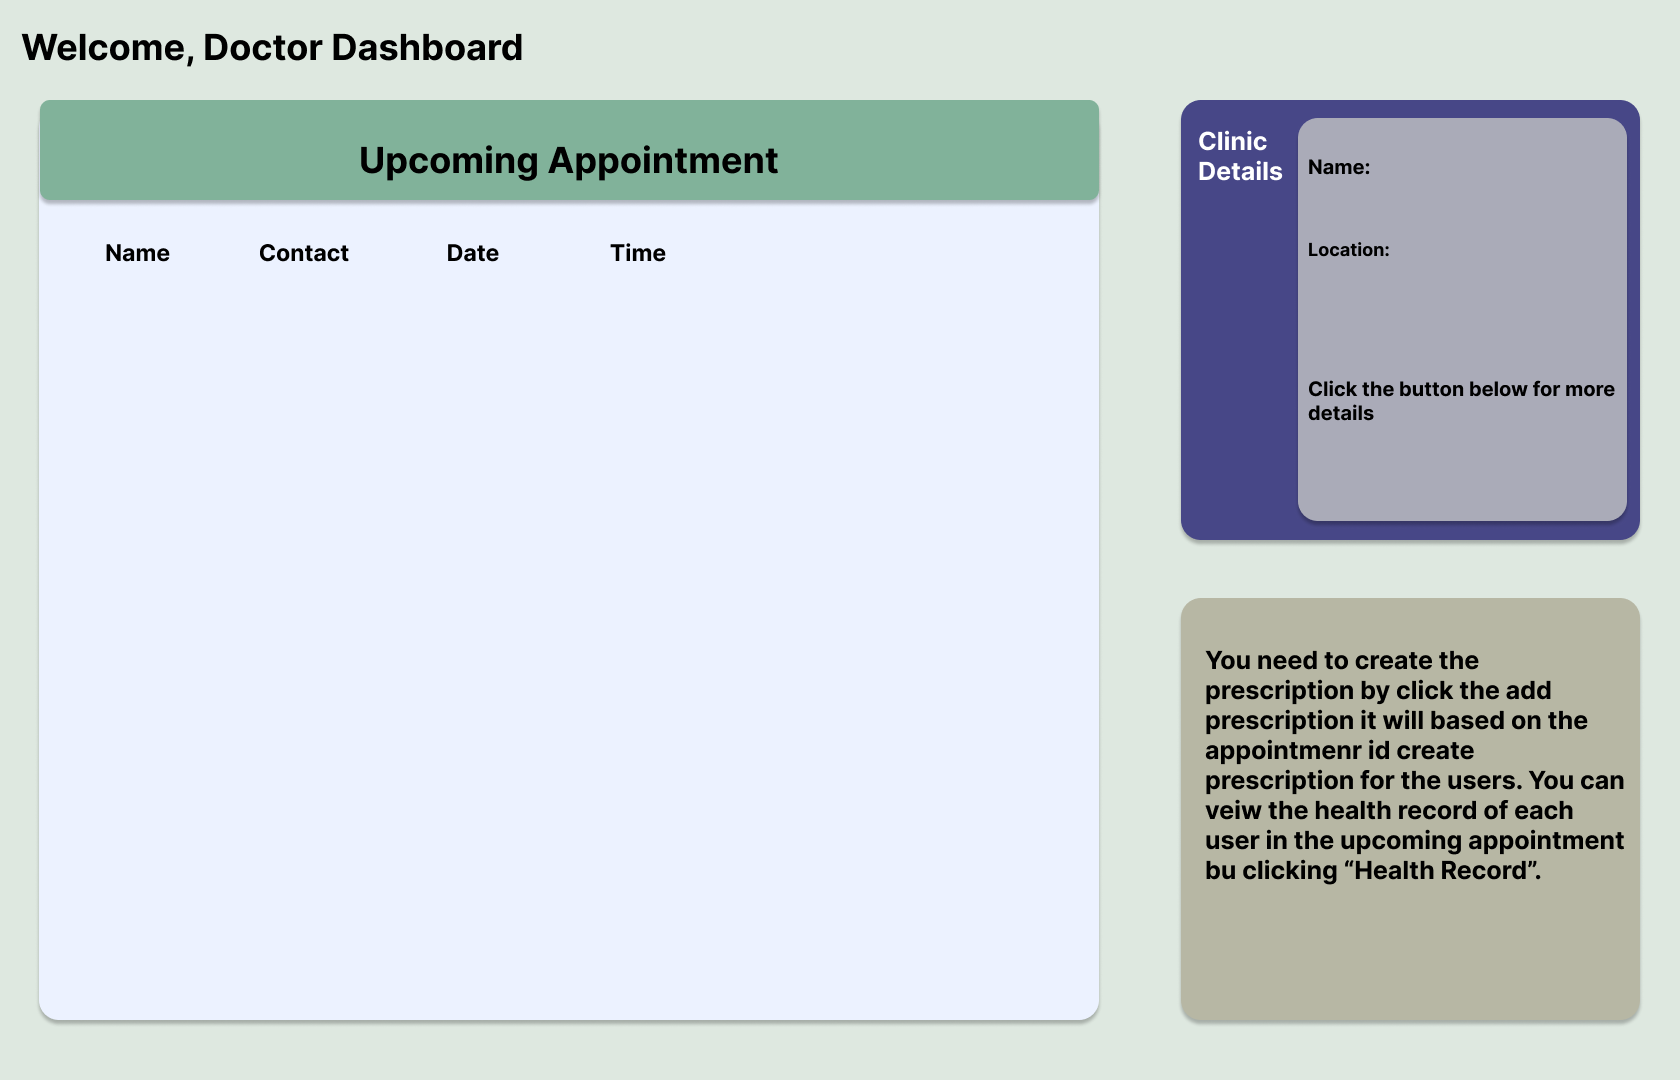 Welcome, Doctor Dashboard
Upcoming Appointment
Name Contact Date Time
Clinic
Details
Name:
Location:
Click the button below for more
details
You need to create the
prescription by click the add
prescription it will based on the
appointmenr id create
prescription for the users. You can
veiw the health record of each
user in the upcoming appointment
bu clicking “Health Record”.